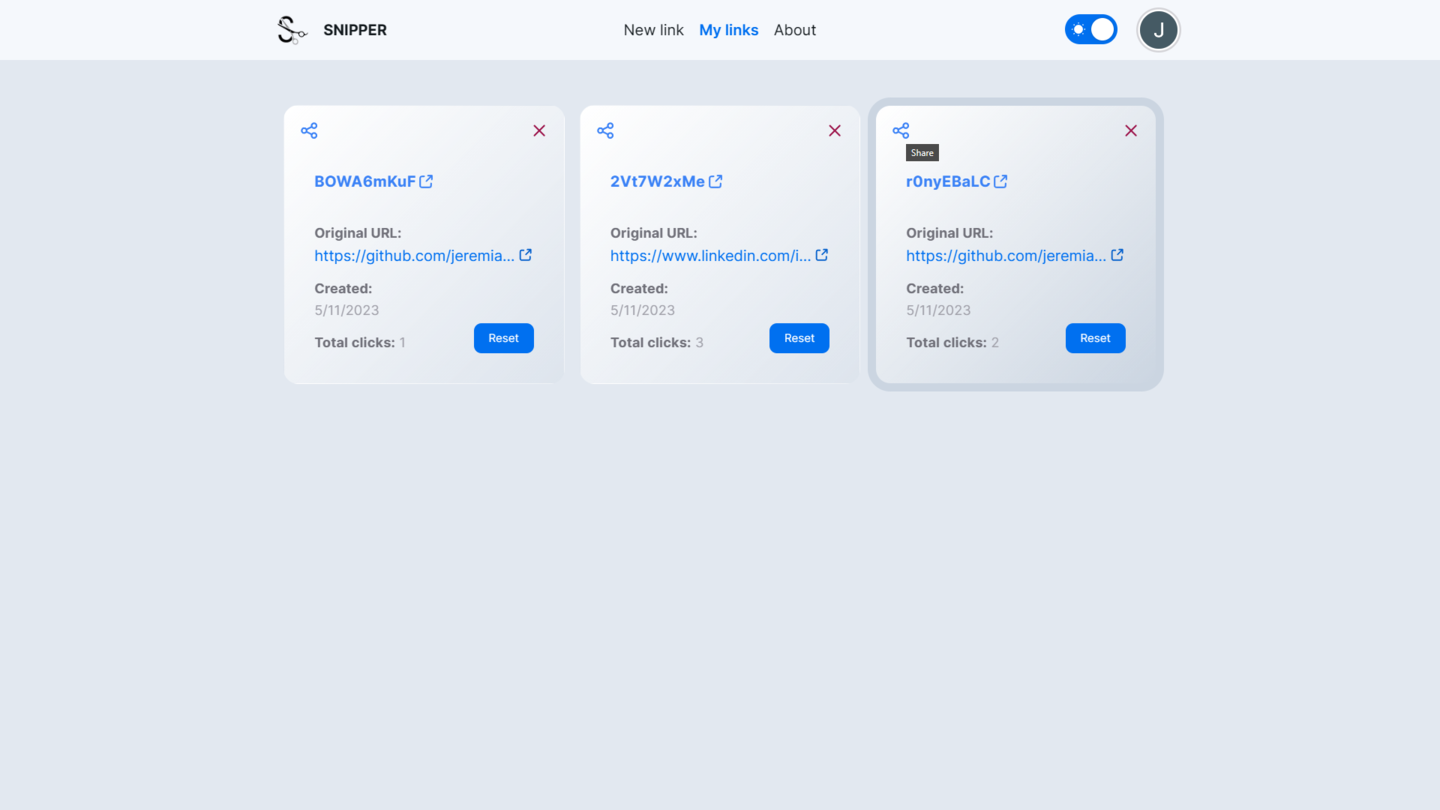 SNIPPER
New link My links About
J
Share
BOWA6mKuF
Original URL:
https://github.com/jeremia...
Created:
5/11/2023
Total clicks: 1
Reset
2Vt7W2xMe
Original URL:
https://www.linkedin.com/i...
Created:
5/11/2023
Total clicks: 3
Reset
r0nyEBaLC
Original URL:
https://github.com/jeremia...
Created:
5/11/2023
Total clicks: 2
Reset